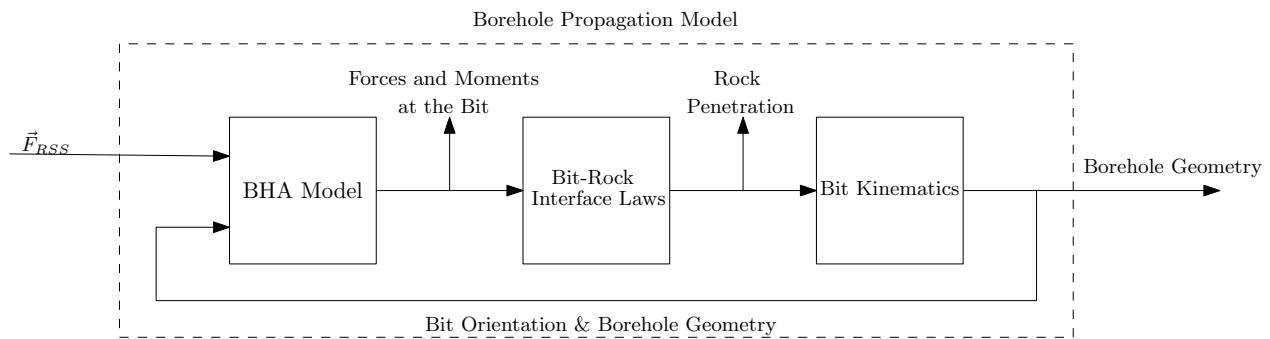 Borehole Propagation Model
Forces and Moments
at the Bit
Rock
Penetration
F⃗_RSS
BHA Model
Bit-Rock
Interface Laws
Bit Kinematics
Borehole Geometry
Bit Orientation & Borehole Geometry